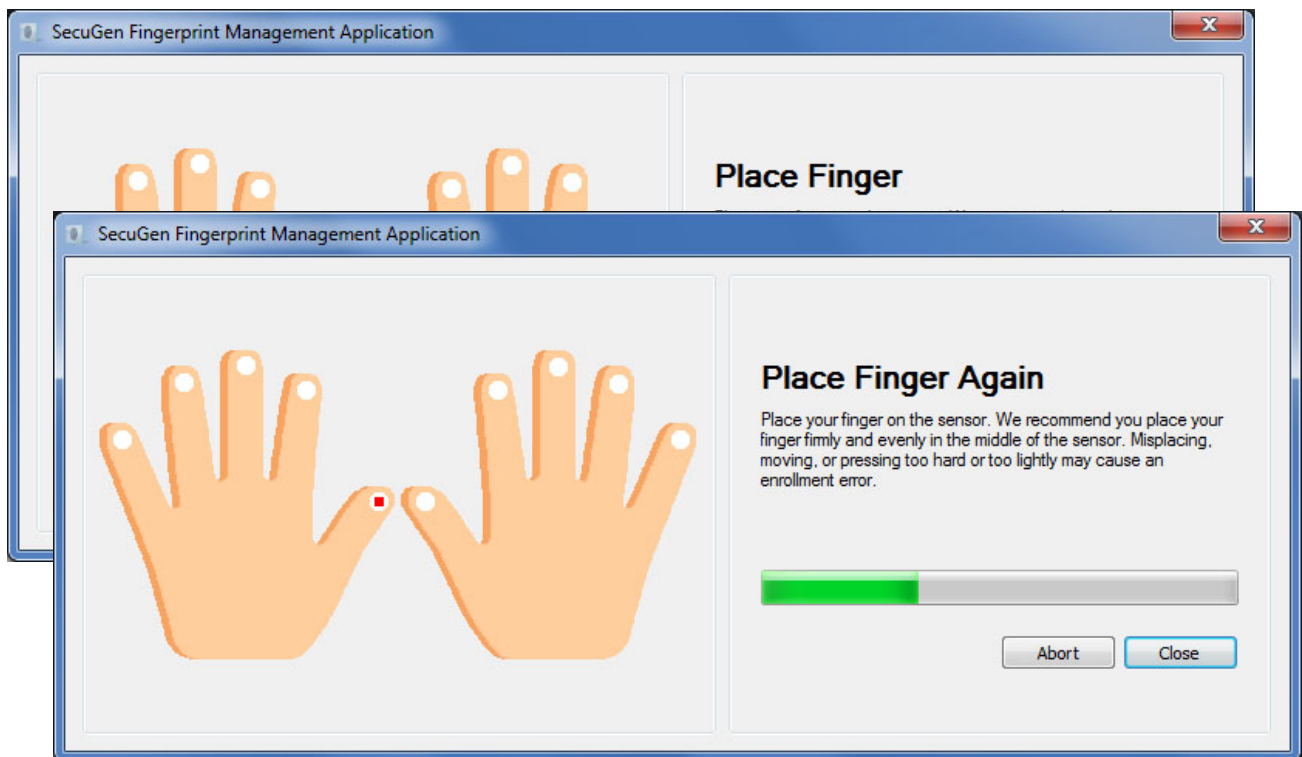 SecuGen Fingerprint Management Application
Place Finger
SecuGen Fingerprint Management Application
Place Finger Again
Place your finger on the sensor. We recommend you place your
finger firmly and evenly in the middle of the sensor. Misplacing,
moving, or pressing too hard or too lightly may cause an
enrollment error.
Abort
Close